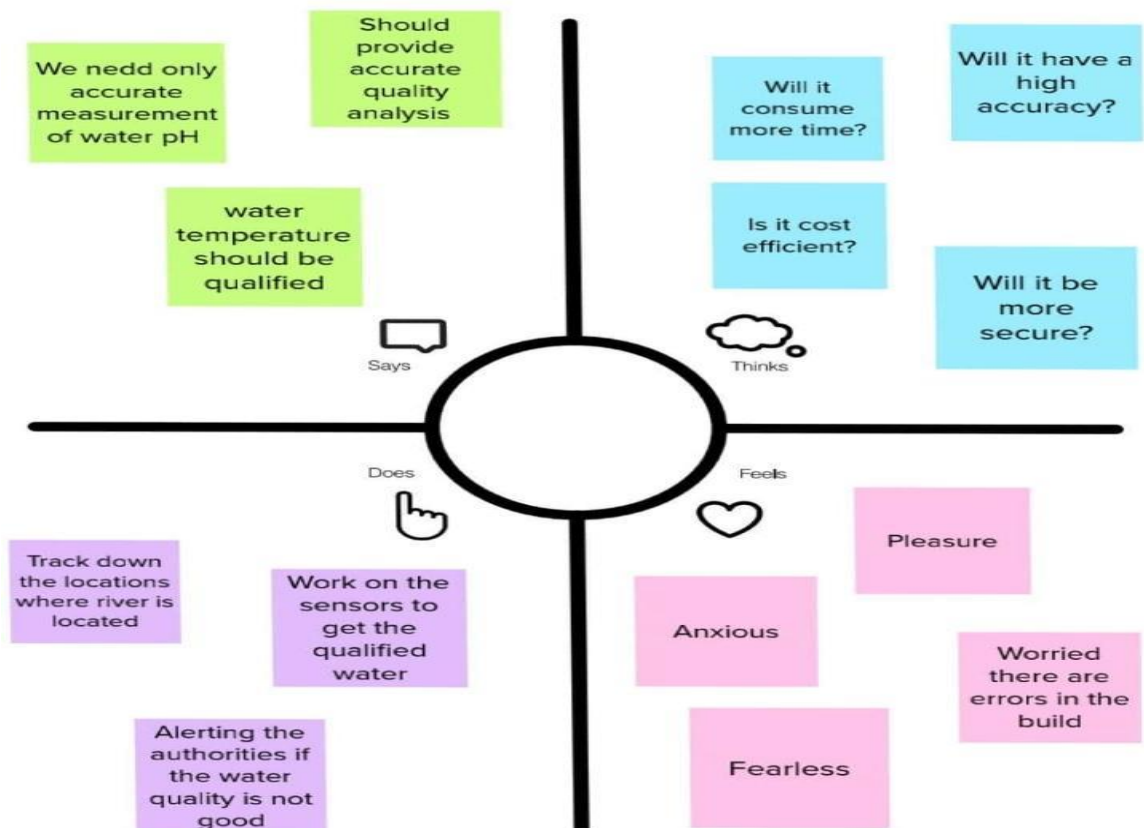 We nedd only
accurate
measurement
of water pH
Should
provide
accurate
quality
analysis
water
temperature
should be
qualified
Says
Will it
consume
more time?
Will it have a
high
accuracy?
Is it cost
efficient?
Will it be
more
secure?
Thinks
Does
Track down
the locations
where river is
located
Work on the
sensors to
get the
qualified
water
Alerting the
authorities if
the water
quality is not
good
Feels
Pleasure
Anxious
Worried
there are
errors in the
build
Fearless